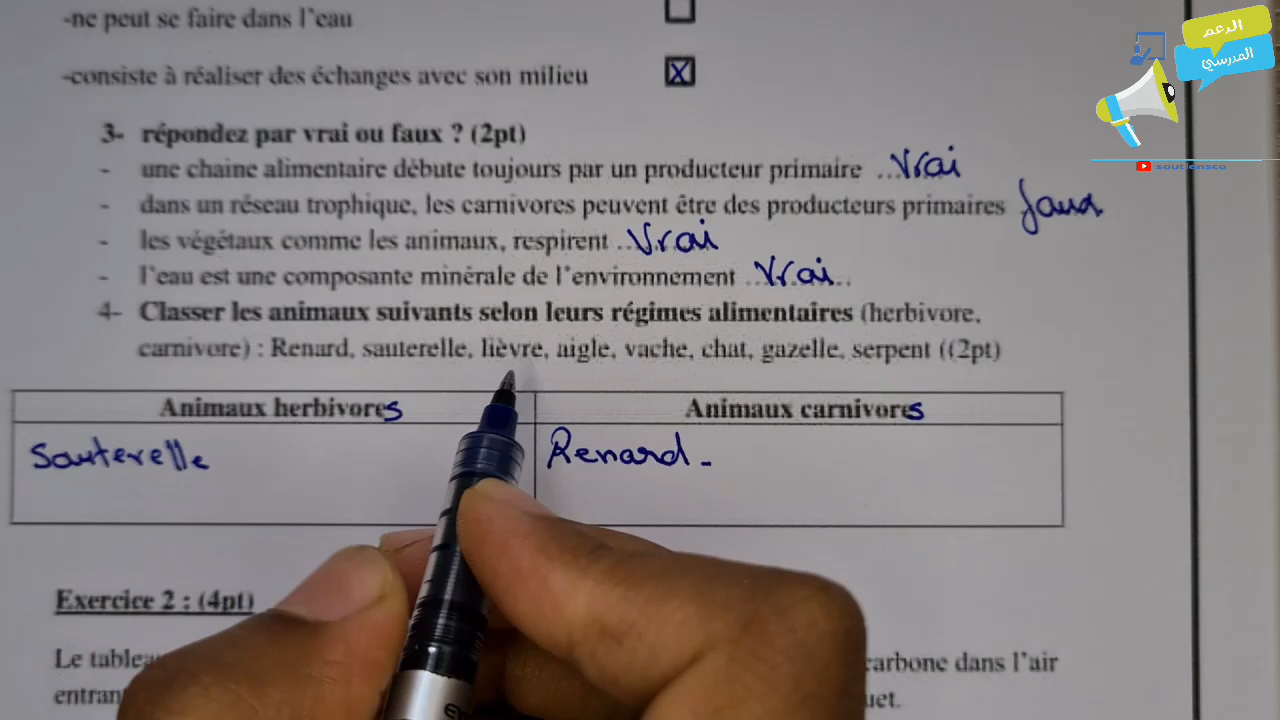 -ne peut se faire dans l'eau
-consiste à réaliser des échanges avec son milieu X
3- répondez par vrai ou faux ? (2pt)
- une chaine alimentaire débute toujours par un producteur primaire ...Vrai
- dans un réseau trophique, les carnivores peuvent être des producteurs primaires faux
- les végétaux comme les animaux, respirent ...Vrai
- l'eau est une composante minérale de l'environnement ...Vrai..
4- Classer les animaux suivants selon leurs régimes alimentaires (herbivore,
carnivore) : Renard, sauterelle, lièvre, aigle, vache, chat, gazelle, serpent ((2pt)
Animaux herbivores Animaux carnivores
Sauterelle Renard -
Exercice 2 : (4pt)
Le carbone dans l'air
الدعم
المدرسي
soutiensco